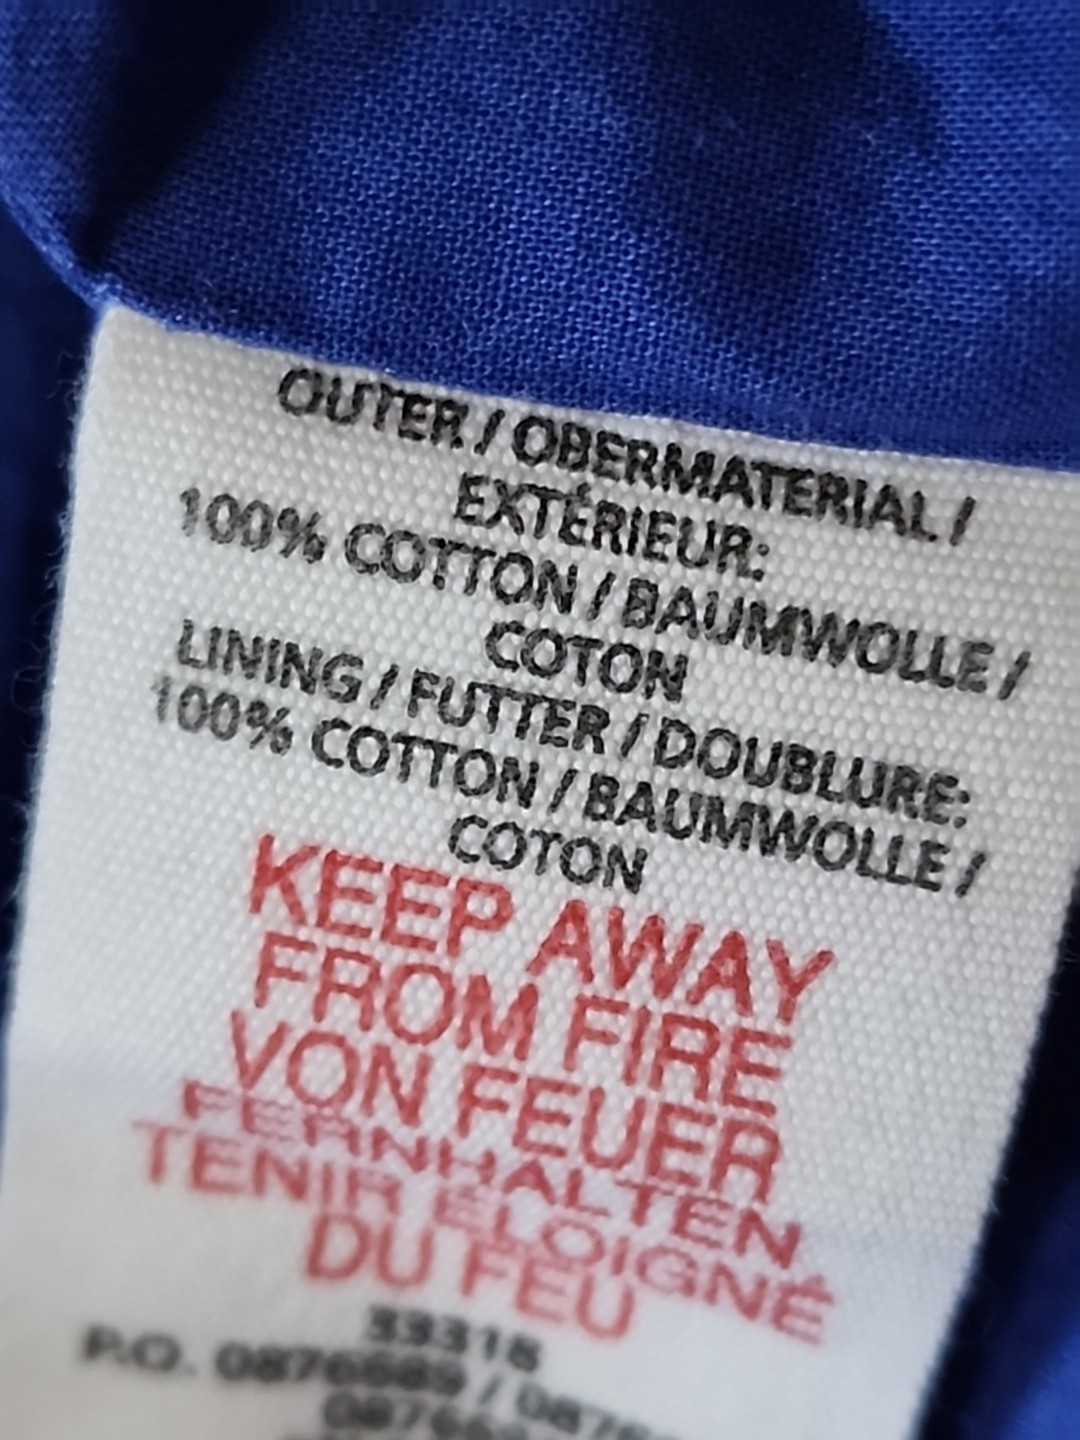 OUTER / OBERMATERIAL /
EXTÉRIEUR:
100% COTTON / BAUMWOLLE /
COTON
LINING / FUTTER / DOUBLURE:
100% COTTON / BAUMWOLLE /
COTON
KEEP AWAY
FROM FIRE
VON FEUER
FERNHALTEN
TENIR ÉLOIGNÉ
DU FEU
P.O.